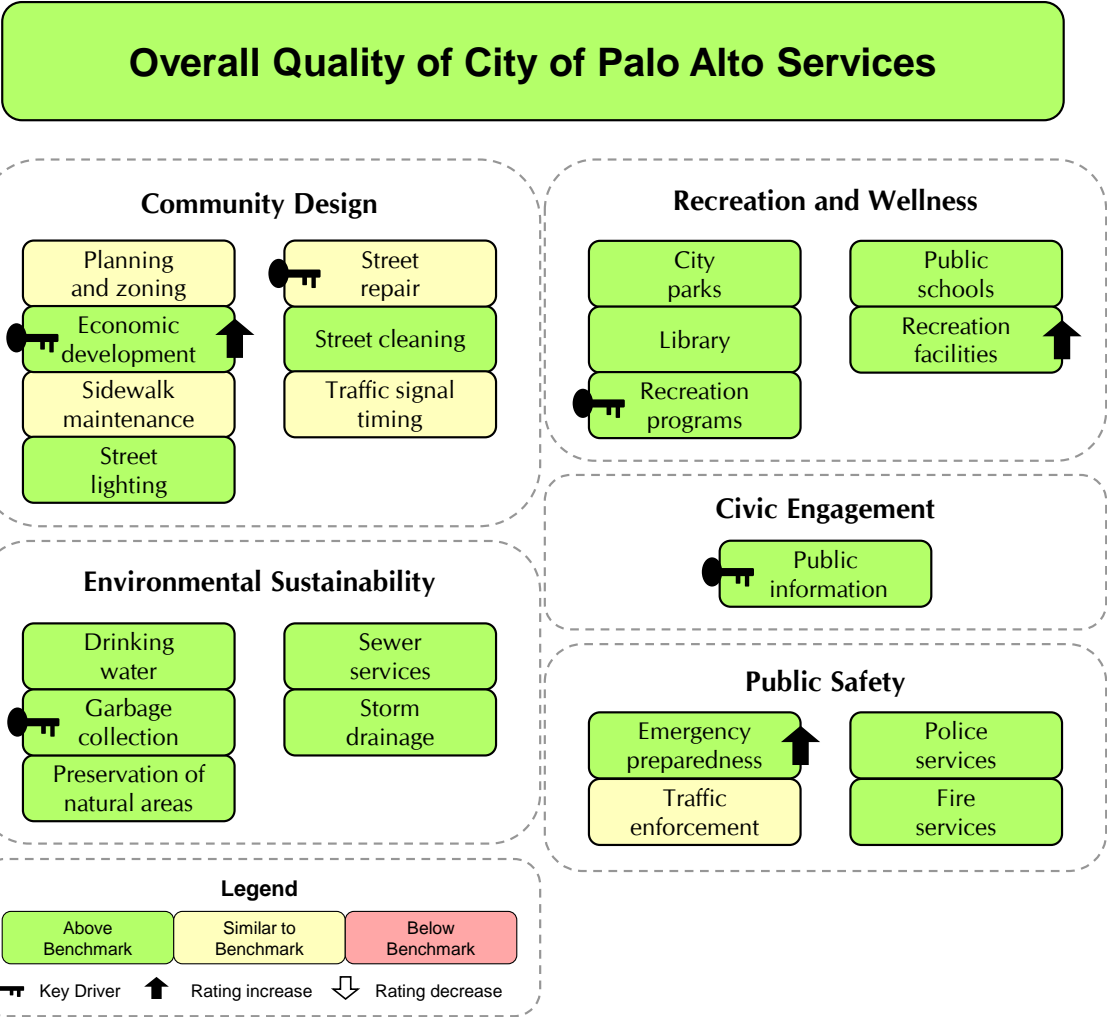 Overall Quality of City of Palo Alto Services
Community Design
Planning
and zoning
Economic
development
Sidewalk
maintenance
Street
lighting
Street
repair
Street cleaning
Traffic signal
timing
Recreation and Wellness
City
parks
Library
Recreation
programs
Public
schools
Recreation
facilities
Civic Engagement
Public
information
Environmental Sustainability
Drinking
water
Garbage
collection
Preservation of
natural areas
Sewer
services
Storm
drainage
Public Safety
Emergency
preparedness
Traffic
enforcement
Police
services
Fire
services
Legend
Above
Benchmark
Similar to
Benchmark
Below
Benchmark
Key Driver
Rating increase
Rating decrease